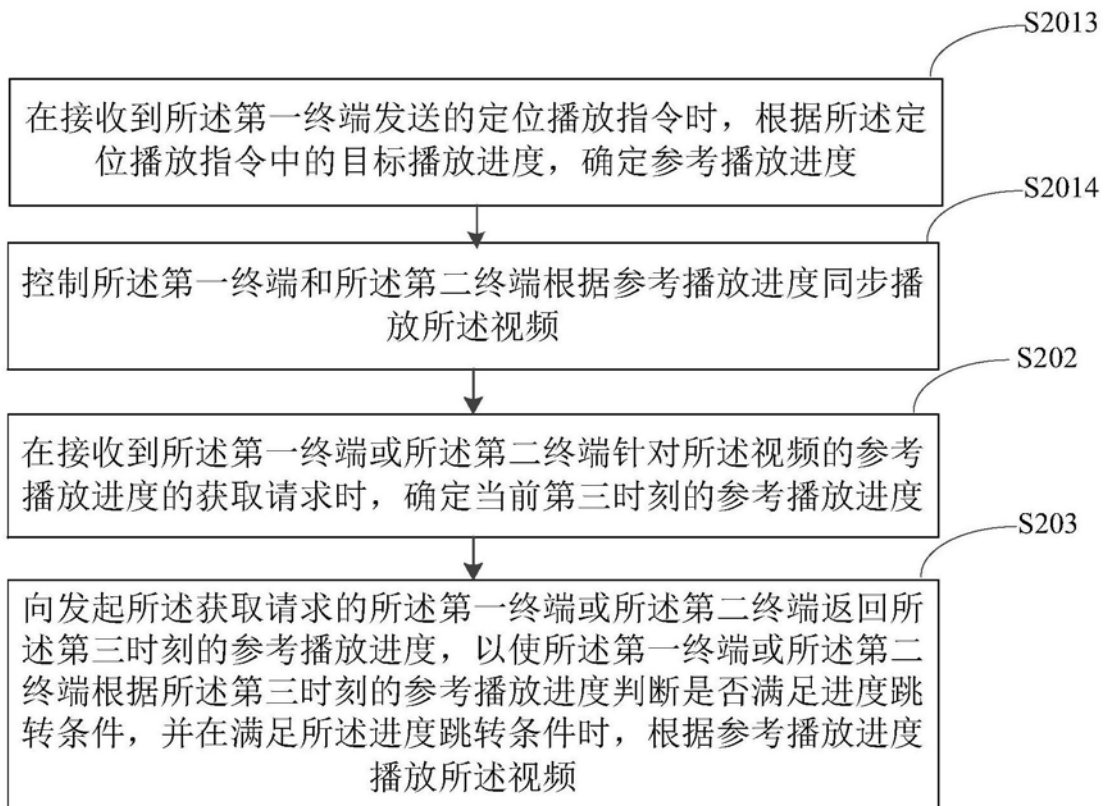 S2013
在接收到所述第一终端发送的定位播放指令时，根据所述定
位播放指令中的目标播放进度，确定参考播放进度
S2014
控制所述第一终端和所述第二终端根据参考播放进度同步播
放所述视频
S202
在接收到所述第一终端或所述第二终端针对所述视频的参考
播放进度的获取请求时，确定当前第三时刻的参考播放进度
S203
向发起所述获取请求的所述第一终端或所述第二终端返回所
述第三时刻的参考播放进度，以使所述第一终端或所述第二
终端根据所述第三时刻的参考播放进度判断是否满足进度跳
转条件，并在满足所述进度跳转条件时，根据参考播放进度
播放所述视频